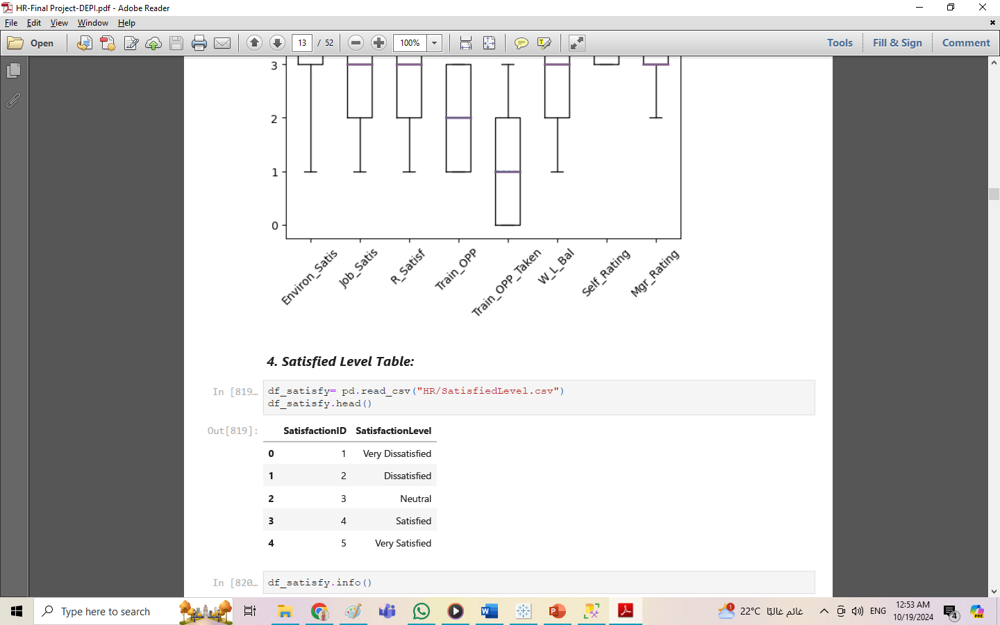 HR-Final Project-DEPI.pdf - Adobe Reader
File Edit View Window Help
Open 13 / 52 100% Tools Fill & Sign Comment
3
2
1
0
Environ_Satis Job_Satis R_Satisf Train_OPP Train_OPP_Taken W_L_Bal Self_Rating Mgr_Rating
4. Satisfied Level Table:
In [819… df_satisfy= pd.read_csv("HR/SatisfiedLevel.csv")
df_satisfy.head()
Out[819]: SatisfactionID SatisfactionLevel
0 1 Very Dissatisfied
1 2 Dissatisfied
2 3 Neutral
3 4 Satisfied
4 5 Very Satisfied
In [820… df_satisfy.info()
Type here to search 1 22°C غائم غالبًا ENG 12:53 AM 4 PRE
10/19/2024